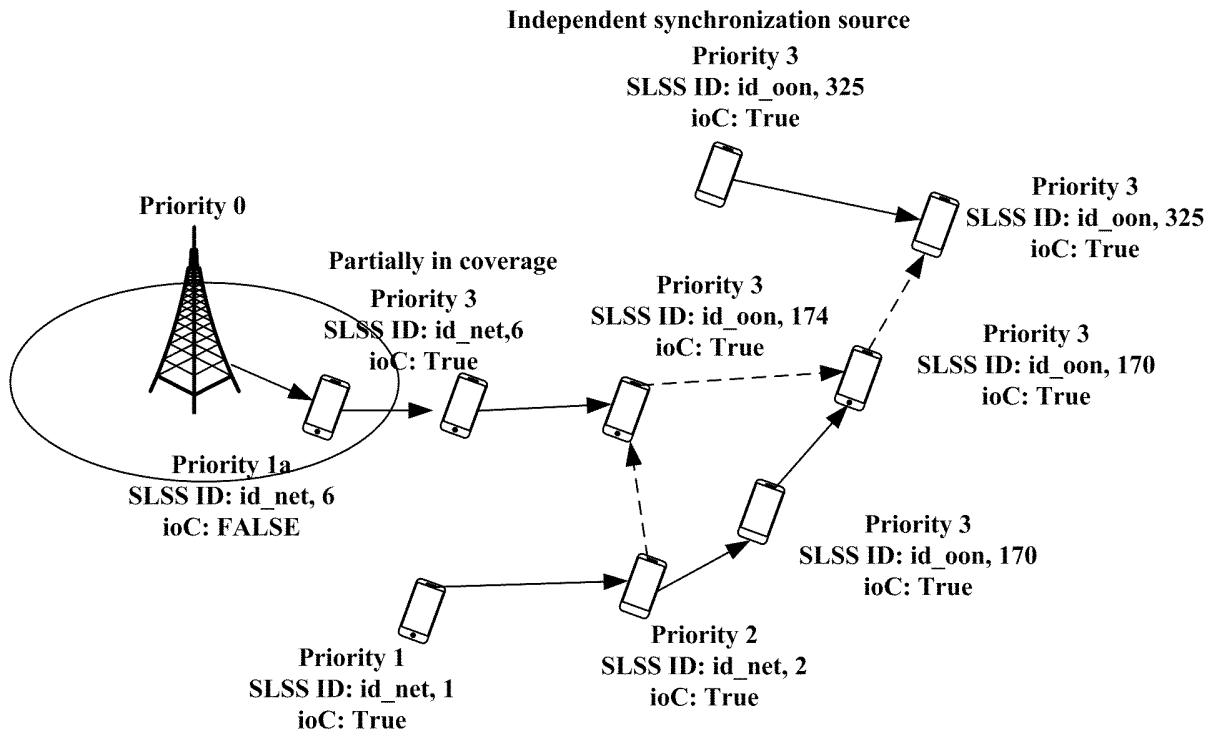 Independent synchronization source
Priority 3
SLSS ID: id_oon, 325
ioC: True
Priority 3
SLSS ID: id_oon, 325
ioC: True
Priority 0
Partially in coverage
Priority 3
SLSS ID: id_net,6
ioC: True
Priority 3
SLSS ID: id_oon, 174
ioC: True
Priority 3
SLSS ID: id_oon, 170
ioC: True
Priority 1a
SLSS ID: id_net, 6
ioC: FALSE
Priority 3
SLSS ID: id_oon, 170
ioC: True
Priority 1
SLSS ID: id_net, 1
ioC: True
Priority 2
SLSS ID: id_net, 2
ioC: True